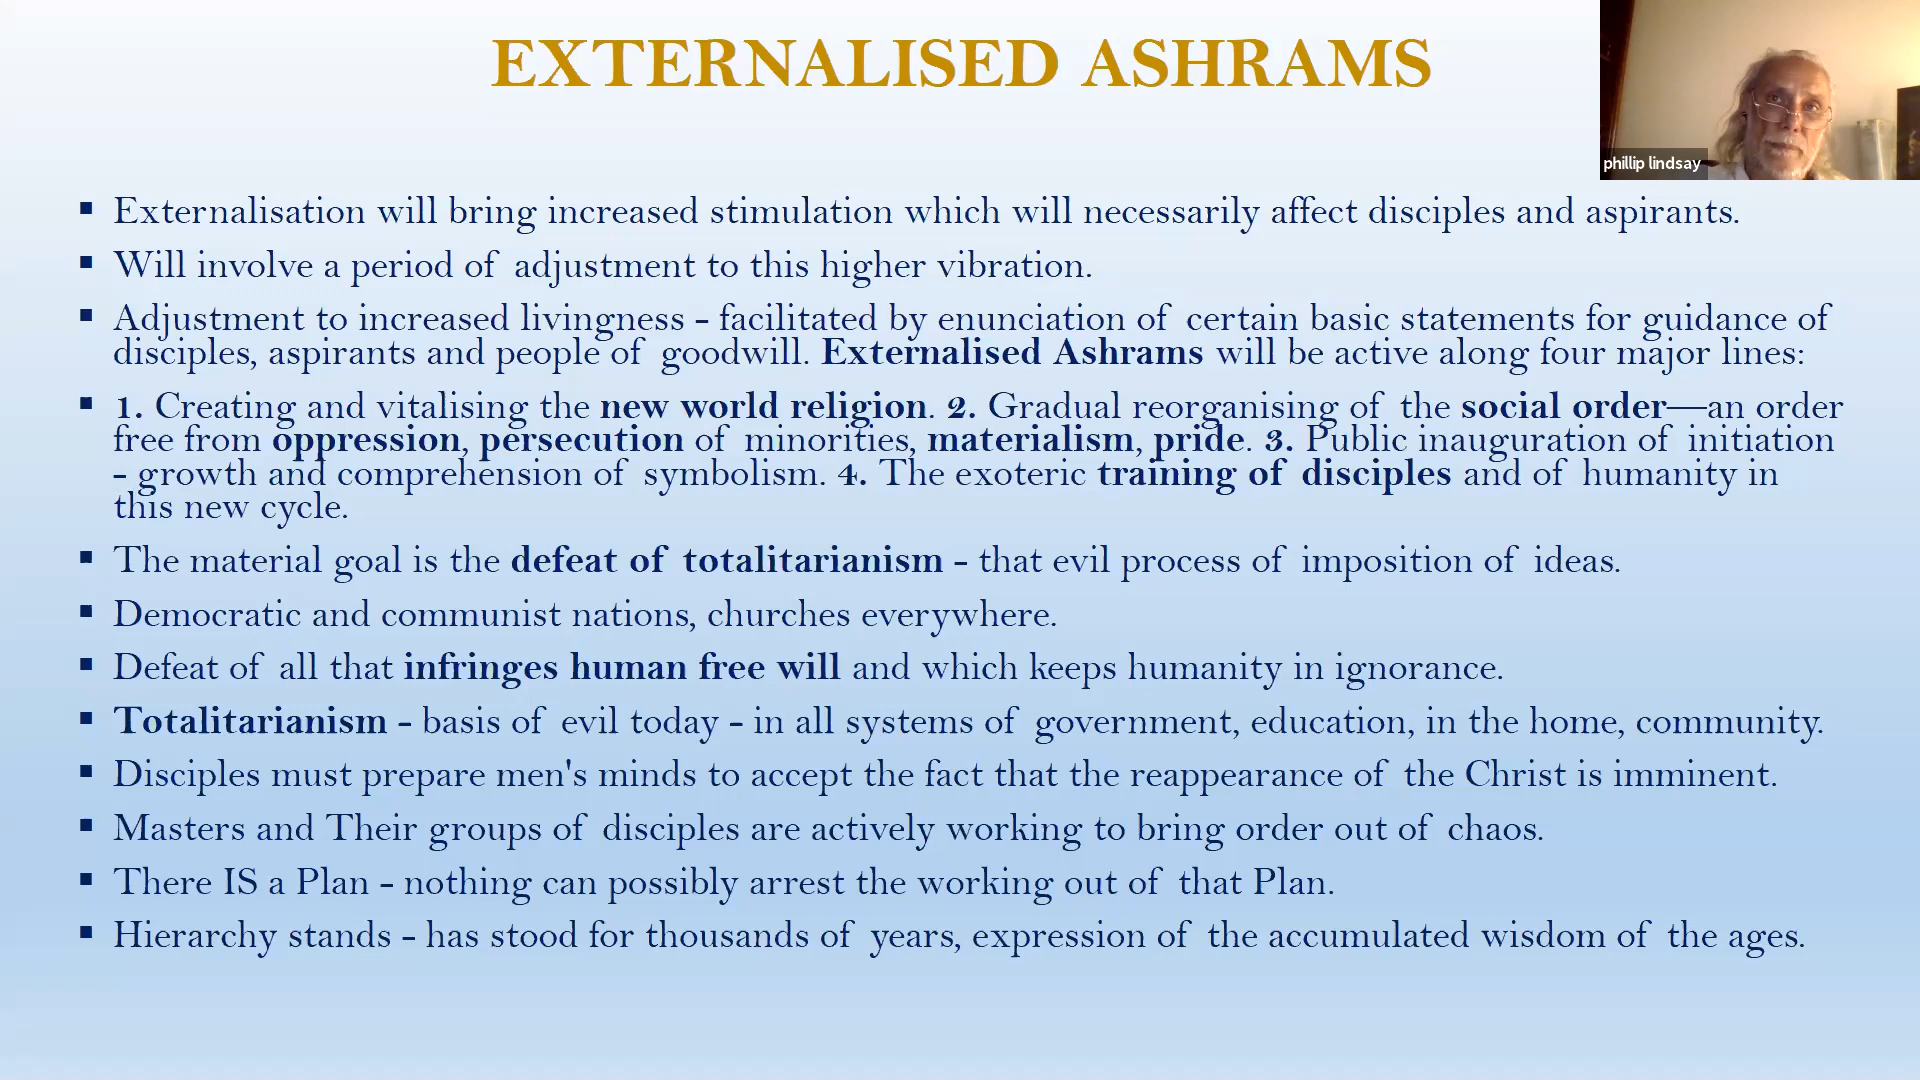 EXTERNALISED ASHRAMS
phillip lindsay
▪ Externalisation will bring increased stimulation which will necessarily affect disciples and aspirants.
▪ Will involve a period of adjustment to this higher vibration.
▪ Adjustment to increased livingness - facilitated by enunciation of certain basic statements for guidance of
disciples, aspirants and people of goodwill. Externalised Ashrams will be active along four major lines:
▪ 1. Creating and vitalising the new world religion. 2. Gradual reorganising of the social order—an order
free from oppression, persecution of minorities, materialism, pride. 3. Public inauguration of initiation
- growth and comprehension of symbolism. 4. The exoteric training of disciples and of humanity in
this new cycle.
▪ The material goal is the defeat of totalitarianism - that evil process of imposition of ideas.
▪ Democratic and communist nations, churches everywhere.
▪ Defeat of all that infringes human free will and which keeps humanity in ignorance.
▪ Totalitarianism - basis of evil today - in all systems of government, education, in the home, community.
▪ Disciples must prepare men's minds to accept the fact that the reappearance of the Christ is imminent.
▪ Masters and Their groups of disciples are actively working to bring order out of chaos.
▪ There IS a Plan - nothing can possibly arrest the working out of that Plan.
▪ Hierarchy stands - has stood for thousands of years, expression of the accumulated wisdom of the ages.